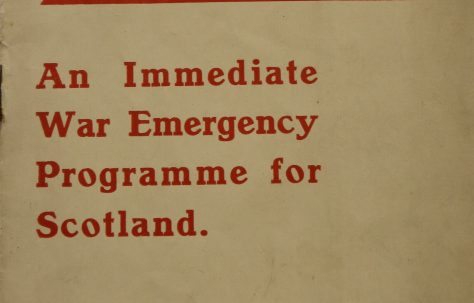 An Immediate
War Emergency
Programme for
Scotland.